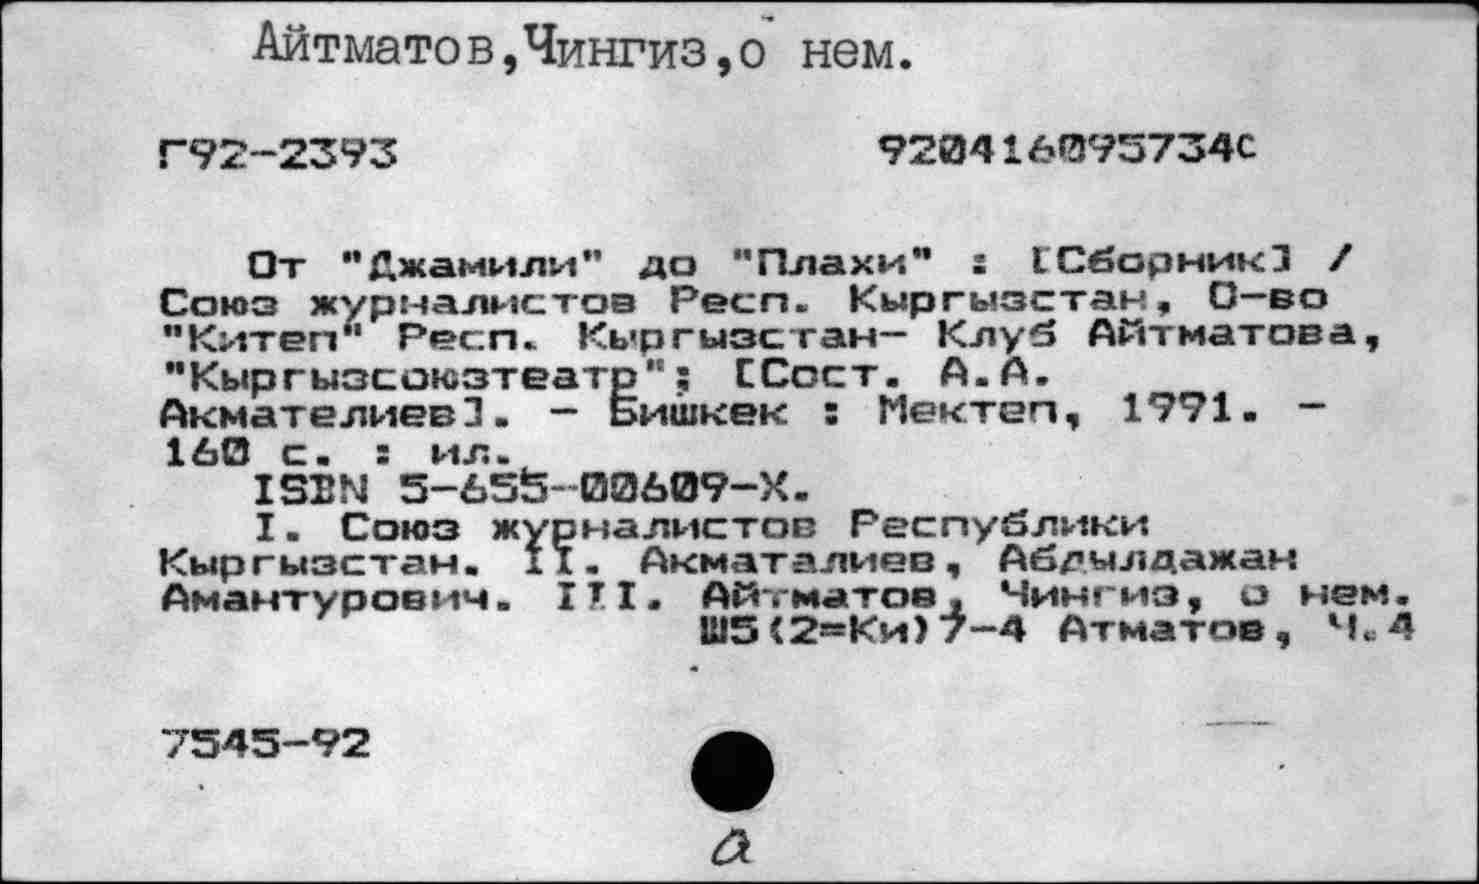 Айтматов,Чингиз,о нем.
Г92-2393 920416095734с
От "Джамили" до "Плахи" : [Сборник] /
Союз журналистов Респ. Кыргызстан, О-во
"Китеп" Респ. Кыргызстан- Клуб Айтматова,
"Кыргызсоюзтеатр"; [Сост. А.А.
Акмателиев]. - Бишкек : Мектеп, 1991. -
160 с. : ил.
ISBN 5-655-00609-X.
I. Союз журналистов Республики
Кыргызстан. II. Акматалиев, Абдылдажан
Амантурович. III. Айтматов, Чингиз, о нем.
Ш5(2=Ки)7-4 Атматов, Ч.4
7545-92
а